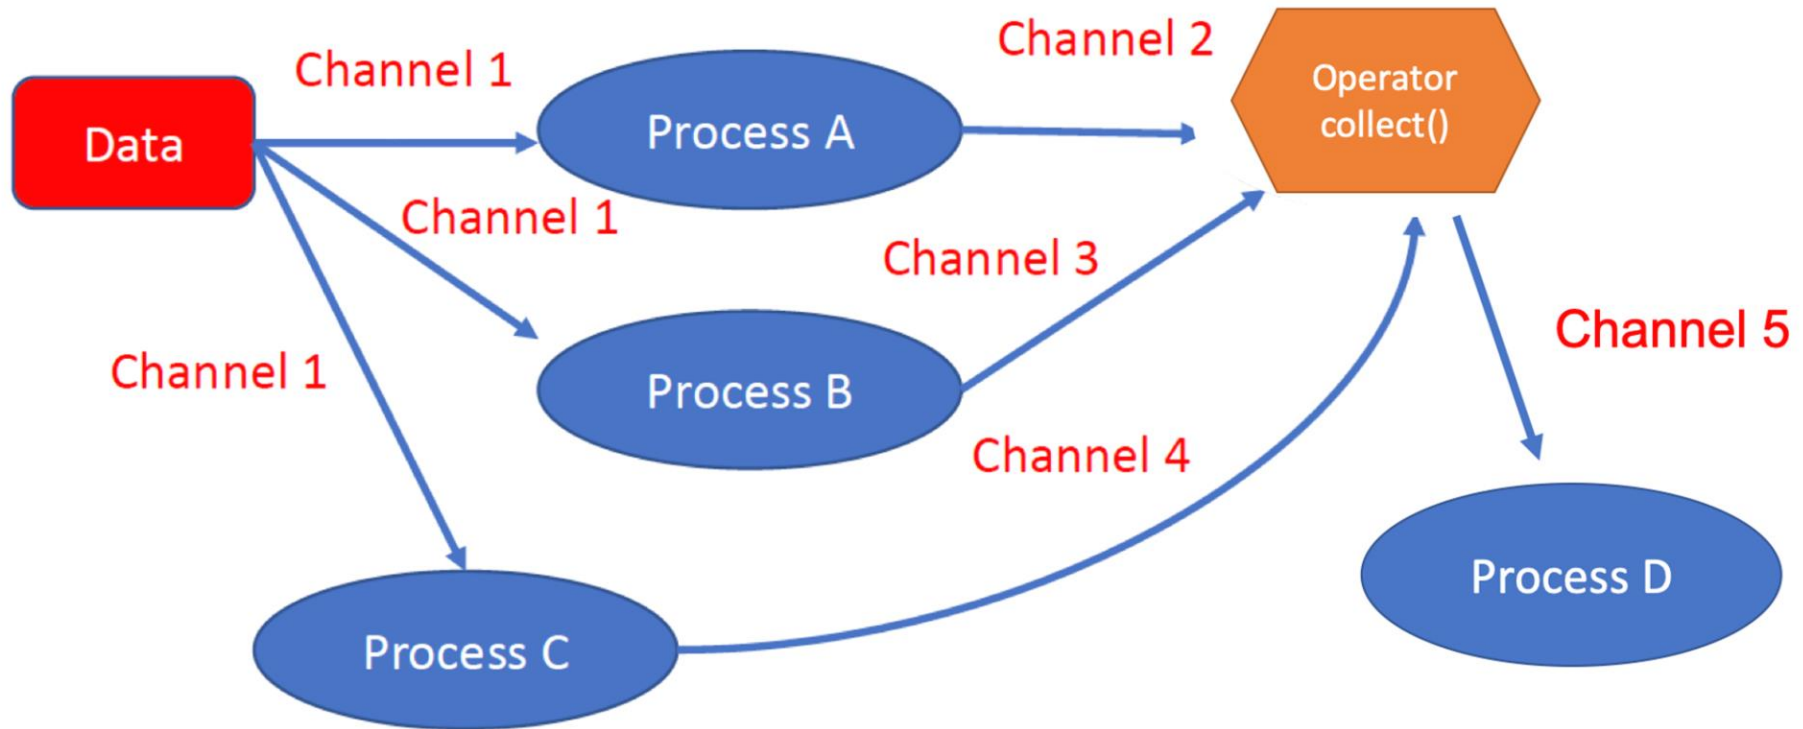 Channel 1
Channel 2
Operator
collect()
Data
Process A
Channel 1
Channel 3
Channel 5
Channel 1
Process B
Channel 4
Process D
Process C